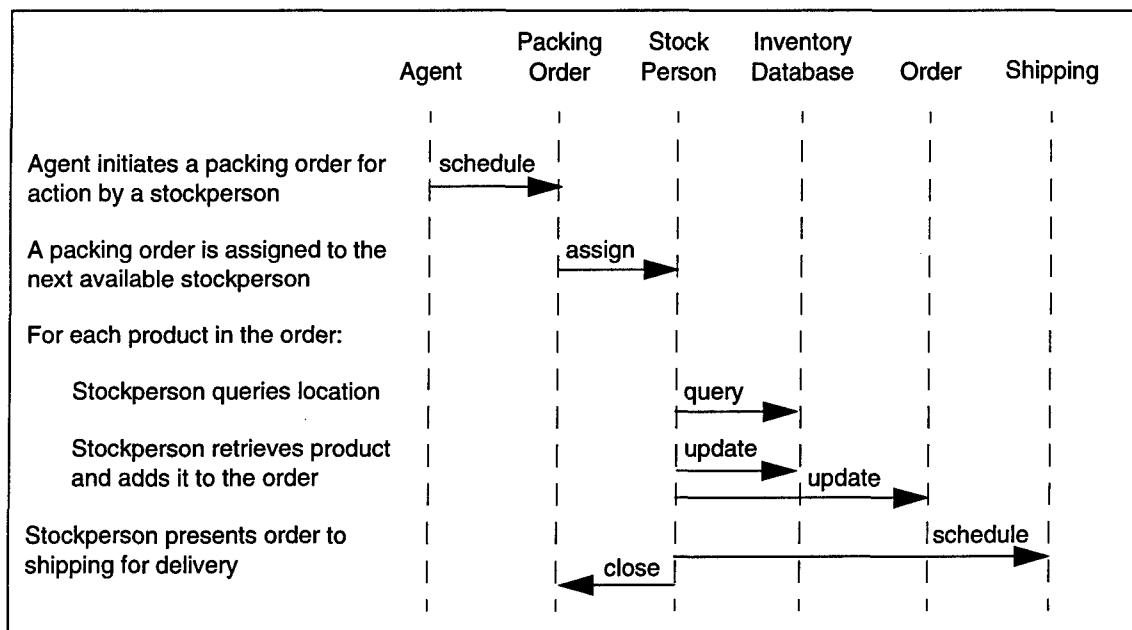 Agent
Packing
Order
Stock
Person
Inventory
Database
Order
Shipping
Agent initiates a packing order for
action by a stockperson
schedule
A packing order is assigned to the
next available stockperson
assign
For each product in the order:
Stockperson queries location
query
Stockperson retrieves product
and adds it to the order
update
update
Stockperson presents order to
shipping for delivery
schedule
close